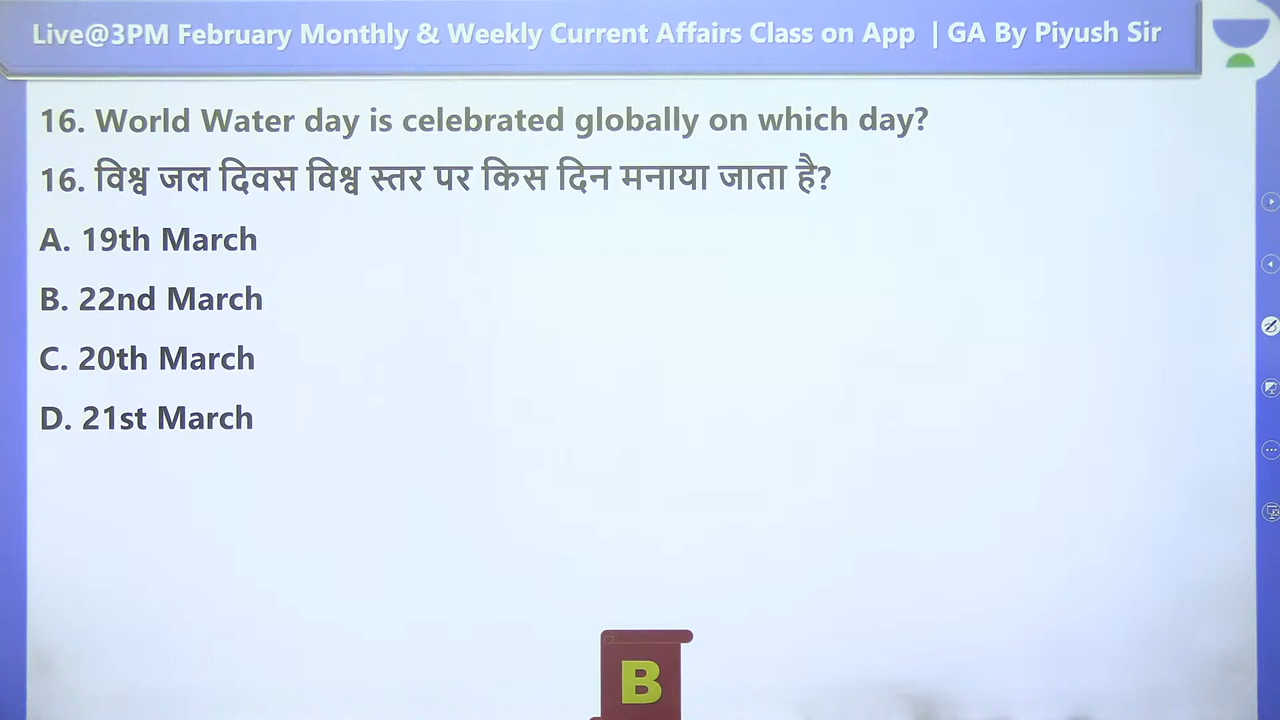 Live@3PM February Monthly & Weekly Current Affairs Class on App | GA By Piyush Sir
16. World Water day is celebrated globally on which day?
16. विश्व जल दिवस विश्व स्तर पर किस दिन मनाया जाता है?
A. 19th March
B. 22nd March
C. 20th March
D. 21st March
B